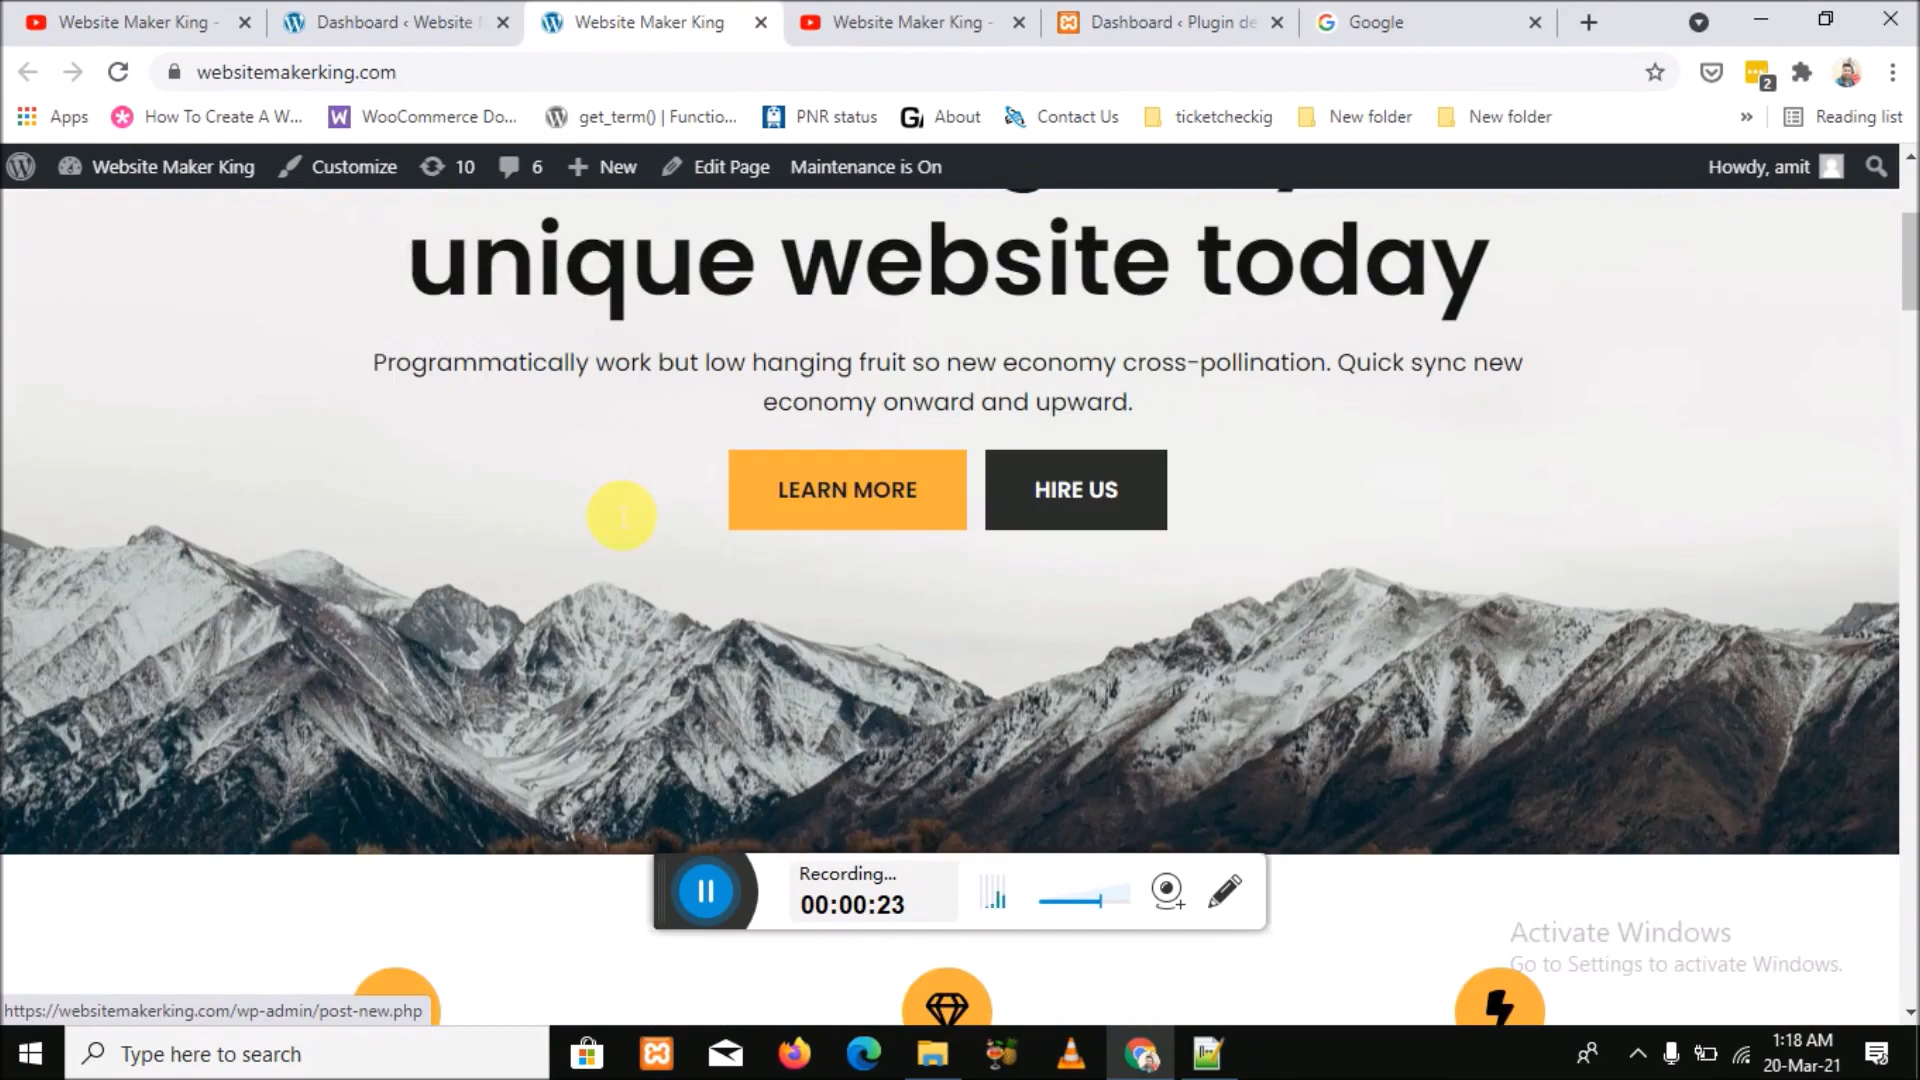 Website Maker King -
Dashboard ‹ Website
Website Maker King
Website Maker King -
Dashboard ‹ Plugin de
Google
websitemakerking.com
2
Apps
How To Create A W...
WooCommerce Do...
get_term() | Functio...
PNR status
About
Contact Us
ticketcheckig
New folder
New folder
»
Reading list
Website Maker King
Customize
10
6
New
Edit Page
Maintenance is On
Howdy, amit
unique website today
Programmatically work but low hanging fruit so new economy cross-pollination. Quick sync new
economy onward and upward.
LEARN MORE
HIRE US
Recording...
00:00:23
Activate Windows
Go to Settings to activate Windows.
https://websitemakerking.com/wp-admin/post-new.php
Type here to search
1:18 AM
20-Mar-21